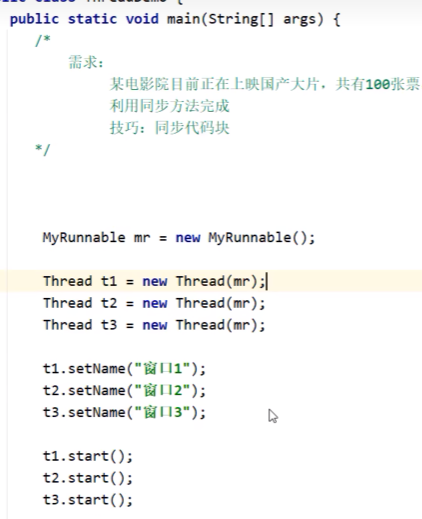 public static void main(String[] args) {
/*
需求：
某电影院目前正在上映国产大片，共有100张票
利用同步方法完成
技巧：同步代码块
*/
MyRunnable mr = new MyRunnable();
Thread t1 = new Thread(mr);
Thread t2 = new Thread(mr);
Thread t3 = new Thread(mr);
t1.setName("窗口1");
t2.setName("窗口2");
t3.setName("窗口3");
t1.start();
t2.start();
t3.start();